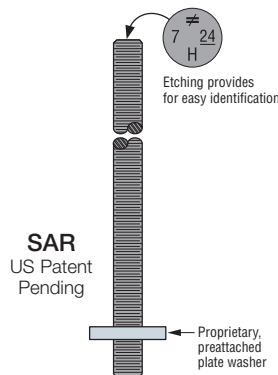 ≠
7 24
H
Etching provides
for easy identification
SAR
US Patent
Pending
Proprietary,
preattached
plate washer